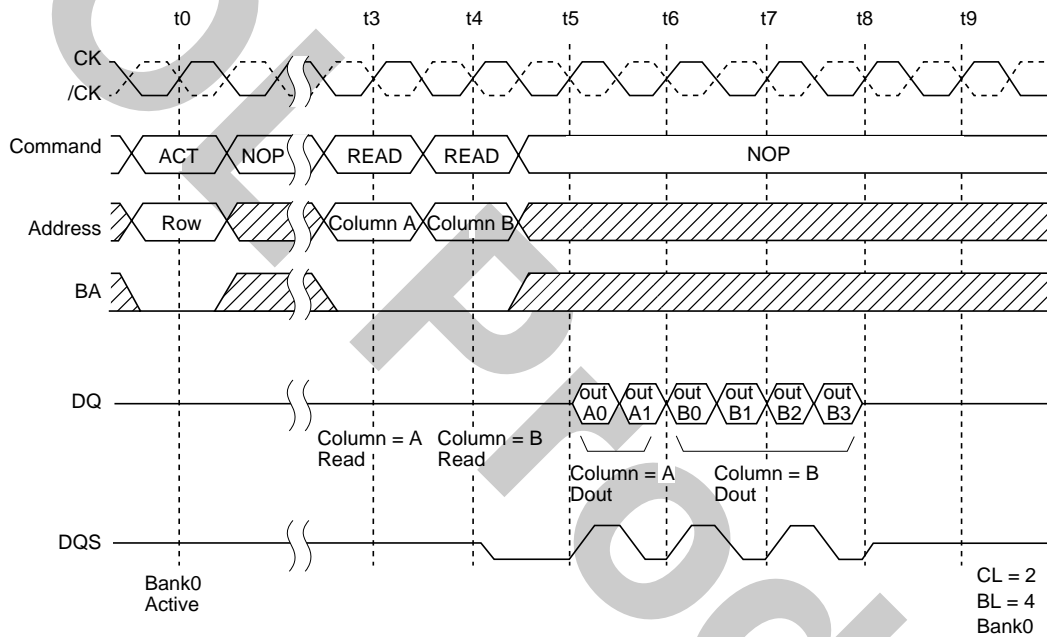 t0 t3 t4 t5 t6 t7 t8 t9
CK
/CK
Command ACT NOP READ READ NOP
Address Row Column A Column B
BA
DQ out A0 out A1 out B0 out B1 out B2 out B3
Column = A Column = B
Read Read
Column = A Column = B
Dout Dout
DQS
Bank0
Active
CL = 2
BL = 4
Bank0